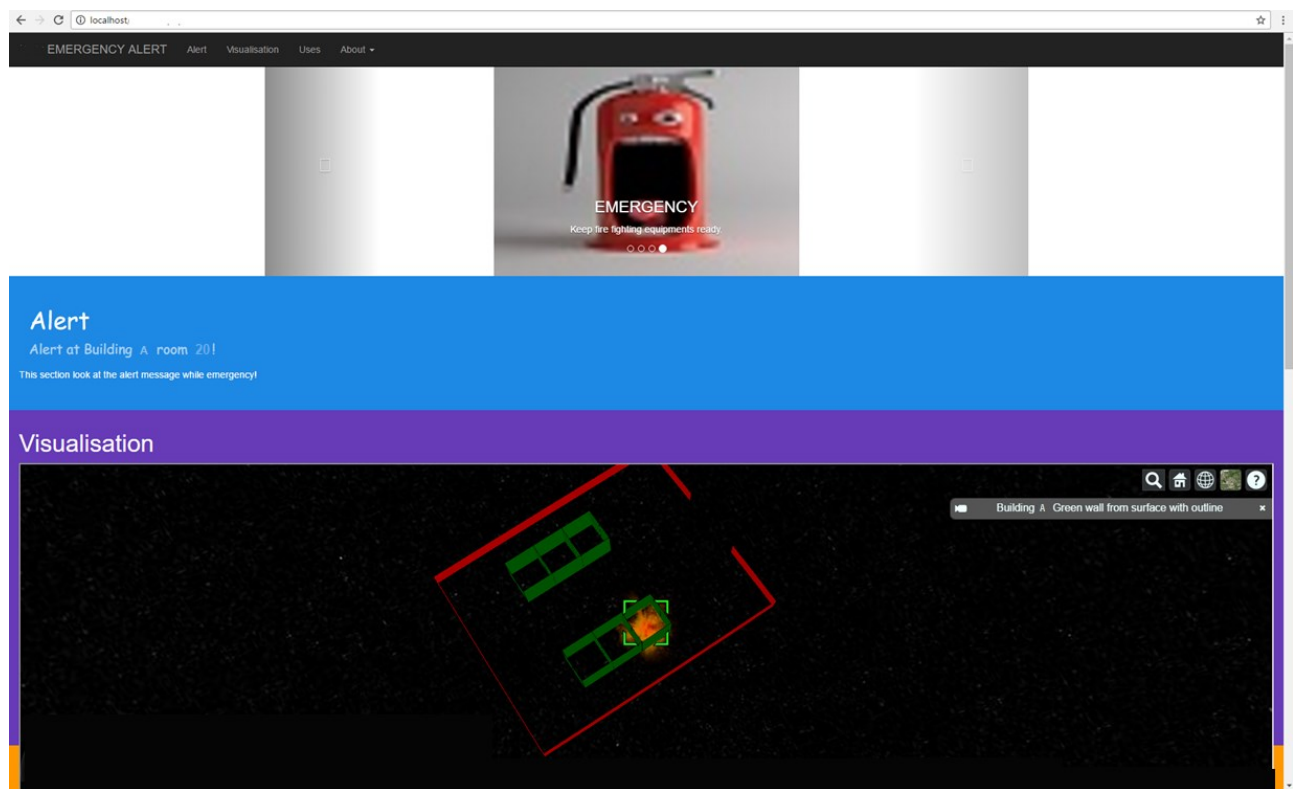 localhost/
EMERGENCY ALERT Alert Visualisation Uses About
EMERGENCY
Keep fire fighting equipments ready
Alert
Alert at Building A room 20!
This section look at the alert message while emergency!
Visualisation
?
Building A Green wall from surface with outline ×